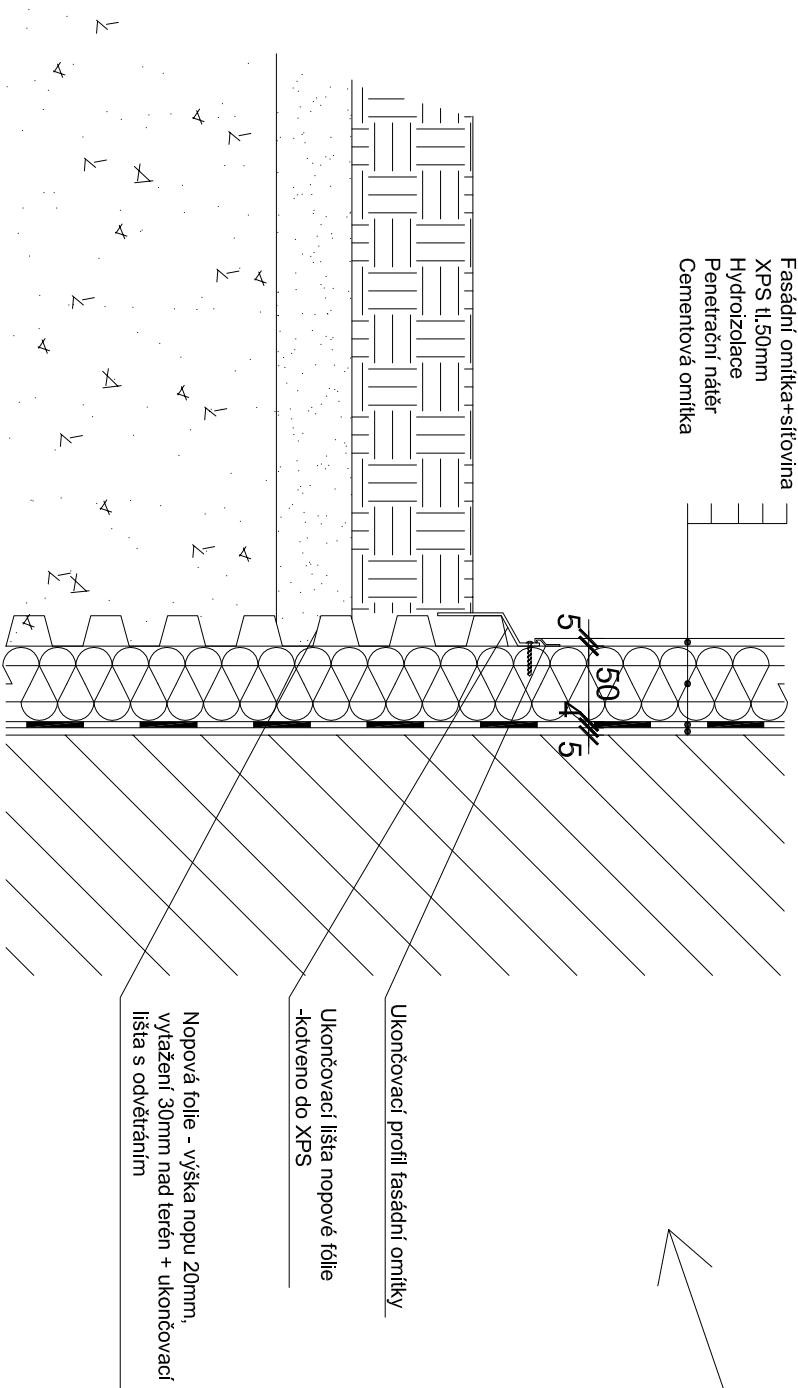 Fasádní omítka+síťovina
XPS tl.50mm
Hydroizolace
Penetrační nátěr
Cementová omítka
5
50
4
5
Ukončovací profil fasádní omítky
Ukončovací lišta nopové fólie
-kotveno do XPS
Nopová folie - výška nopu 20mm,
vytažení 30mm nad terén + ukončovací
lišta s odvětráním